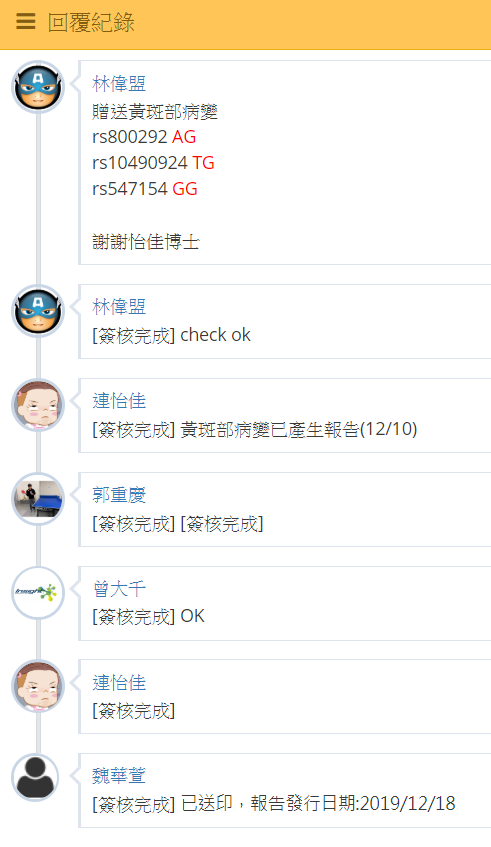 回覆紀錄
林偉盟
贈送黃斑部病變
rs800292 AG
rs10490924 TG
rs547154 GG
謝謝怡佳博士
林偉盟
[簽核完成] check ok
連怡佳
[簽核完成] 黃斑部病變已產生報告(12/10)
郭重慶
[簽核完成] [簽核完成]
Insight
曾大千
[簽核完成] OK
連怡佳
[簽核完成]
魏華萱
[簽核完成] 已送印，報告發行日期:2019/12/18